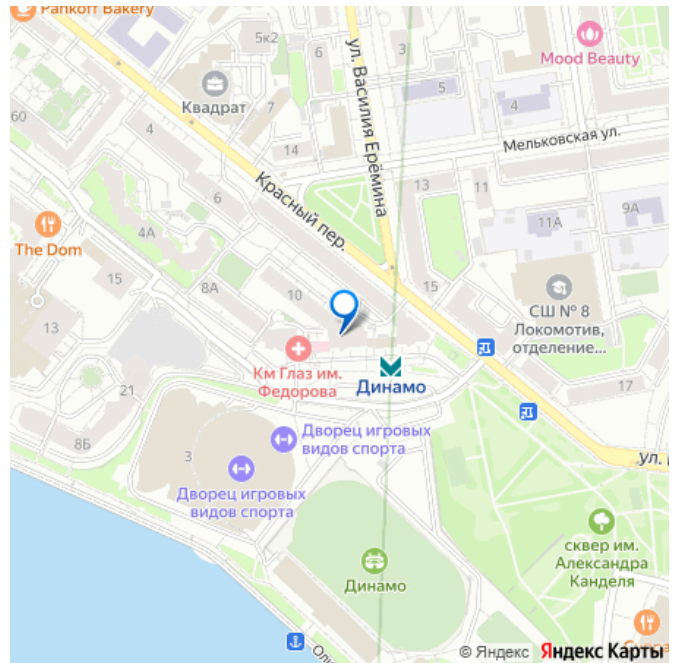 Pankoff Bakery
5к2
3
6
Mood Beauty
ул. Василия Ерёмина
5
Квадрат
7
4
60
4
Мельковская ул.
14
Красный пер.
13
11
6
9А
11А
4А
The Dom
15
8А
10
15
СШ № 8
Локомотив,
отделение...
13
Км Глаз им.
Федорова
Динамо
17
21
8Б
Дворец игровых
видов спорта
3
ул.
Дворец игровых
видов спорта
сквер им.
Александра
Канделя
Динамо
© Яндекс Яндекс Карты